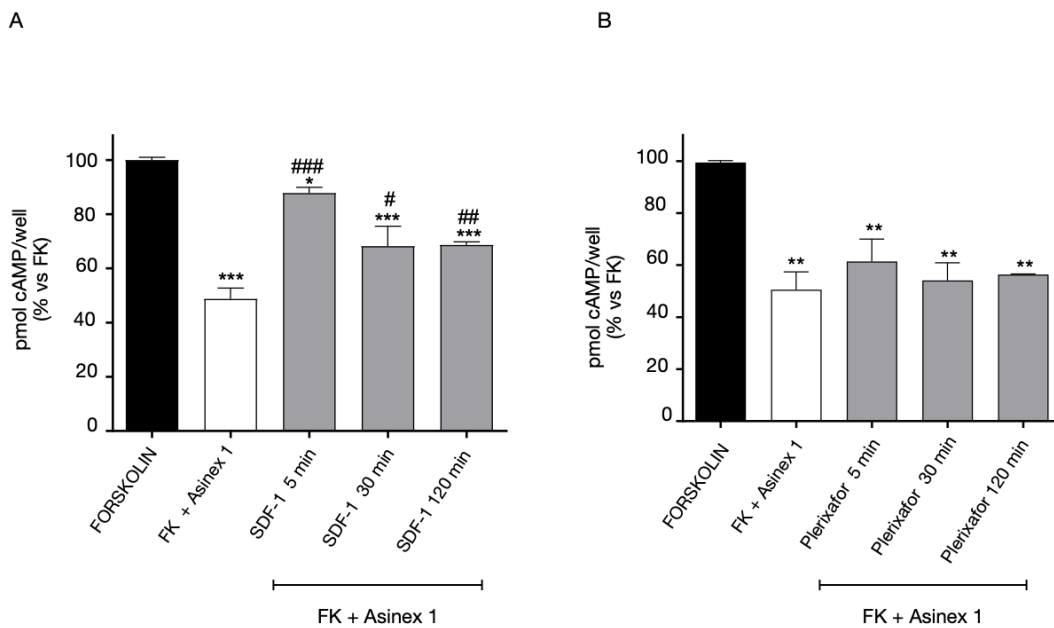 A
pmol cAMP/well
(% vs FK)
100
80
60
40
20
0
***
###
*
#
***
##
***
FORSKOLIN
FK + Asinex 1
SDF-1 5 min
SDF-1 30 min
SDF-1 120 min
FK + Asinex 1
B
pmol cAMP/well
(% vs FK)
100
80
60
40
20
0
**
**
**
**
FORSKOLIN
FK + Asinex 1
Plerixafor 5 min
Plerixafor 30 min
Plerixafor 120 min
FK + Asinex 1